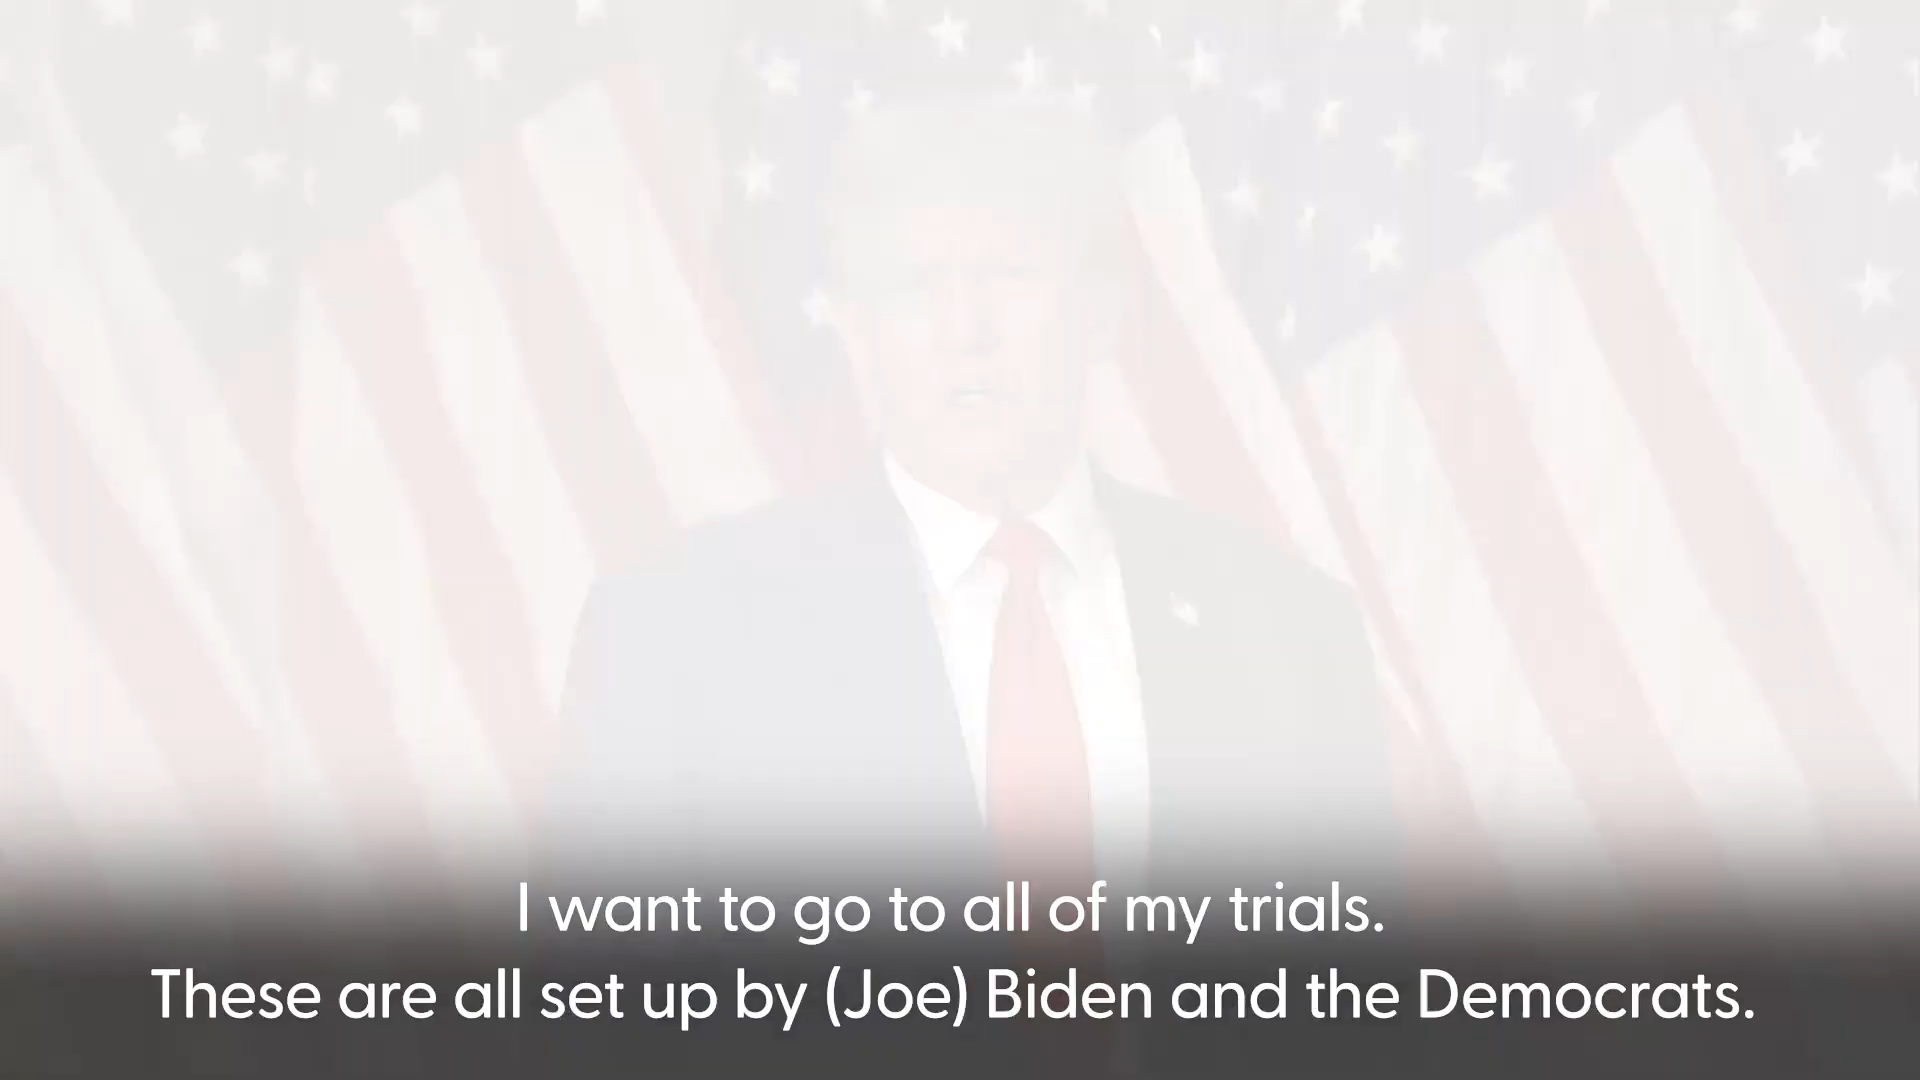 I want to go to all of my trials.
These are all set up by (Joe) Biden and the Democrats.